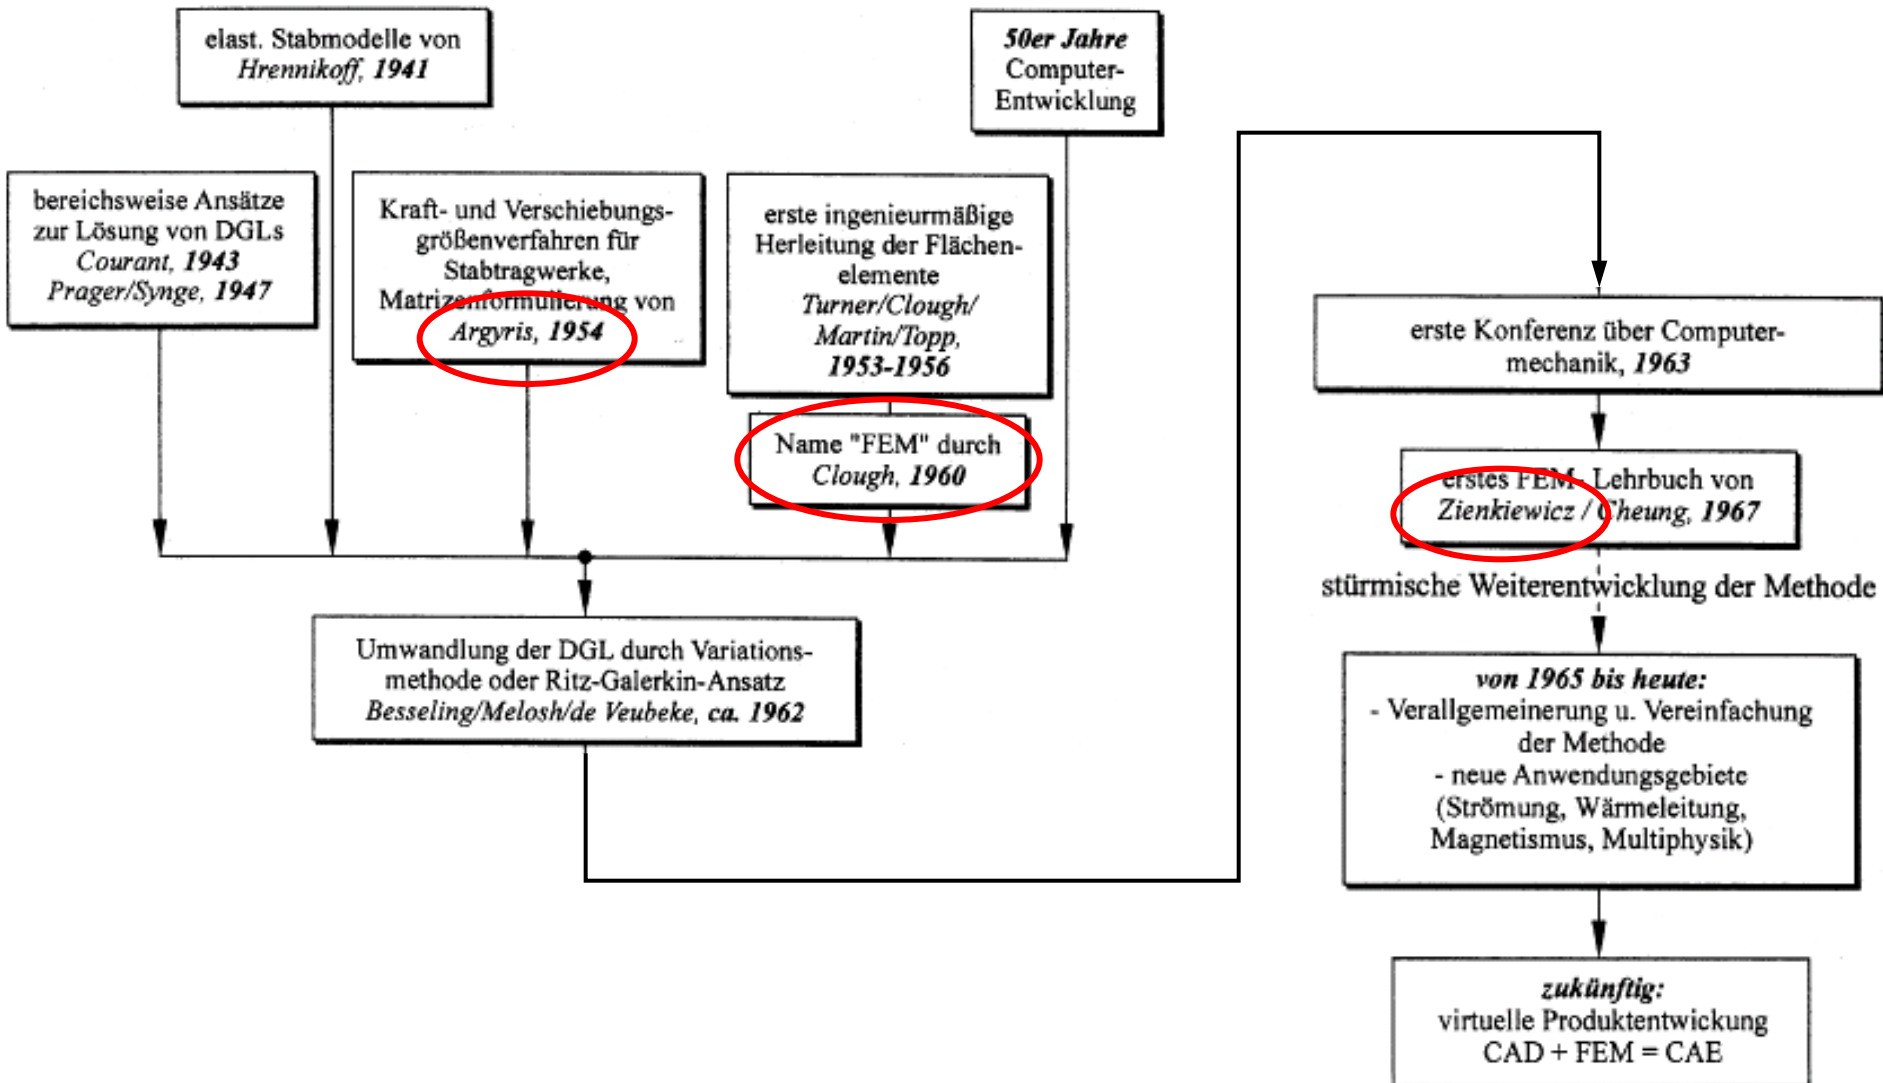 elast. Stabmodelle von
Hrennikoff, 1941
50er Jahre
Computer-
Entwicklung
bereichsweise Ansätze
zur Lösung von DGLs
Courant, 1943
Prager/Synge, 1947
Kraft- und Verschiebungs-
größenverfahren für
Stabtragwerke,
Matrizenformulierung von
Argyris, 1954
erste ingenieurmäßige
Herleitung der Flächen-
elemente
Turner/Clough/
Martin/Topp,
1953-1956
Name "FEM" durch
Clough, 1960
Umwandlung der DGL durch Variations-
methode oder Ritz-Galerkin-Ansatz
Besseling/Melosh/de Veubeke, ca. 1962
erste Konferenz über Computer-
mechanik, 1963
erstes FEM- Lehrbuch von
Zienkiewicz / Cheung, 1967
stürmische Weiterentwicklung der Methode
von 1965 bis heute:
- Verallgemeinerung u. Vereinfachung
der Methode
- neue Anwendungsgebiete
(Strömung, Wärmeleitung,
Magnetismus, Multiphysik)
zukünftig:
virtuelle Produktentwickung
CAD + FEM = CAE